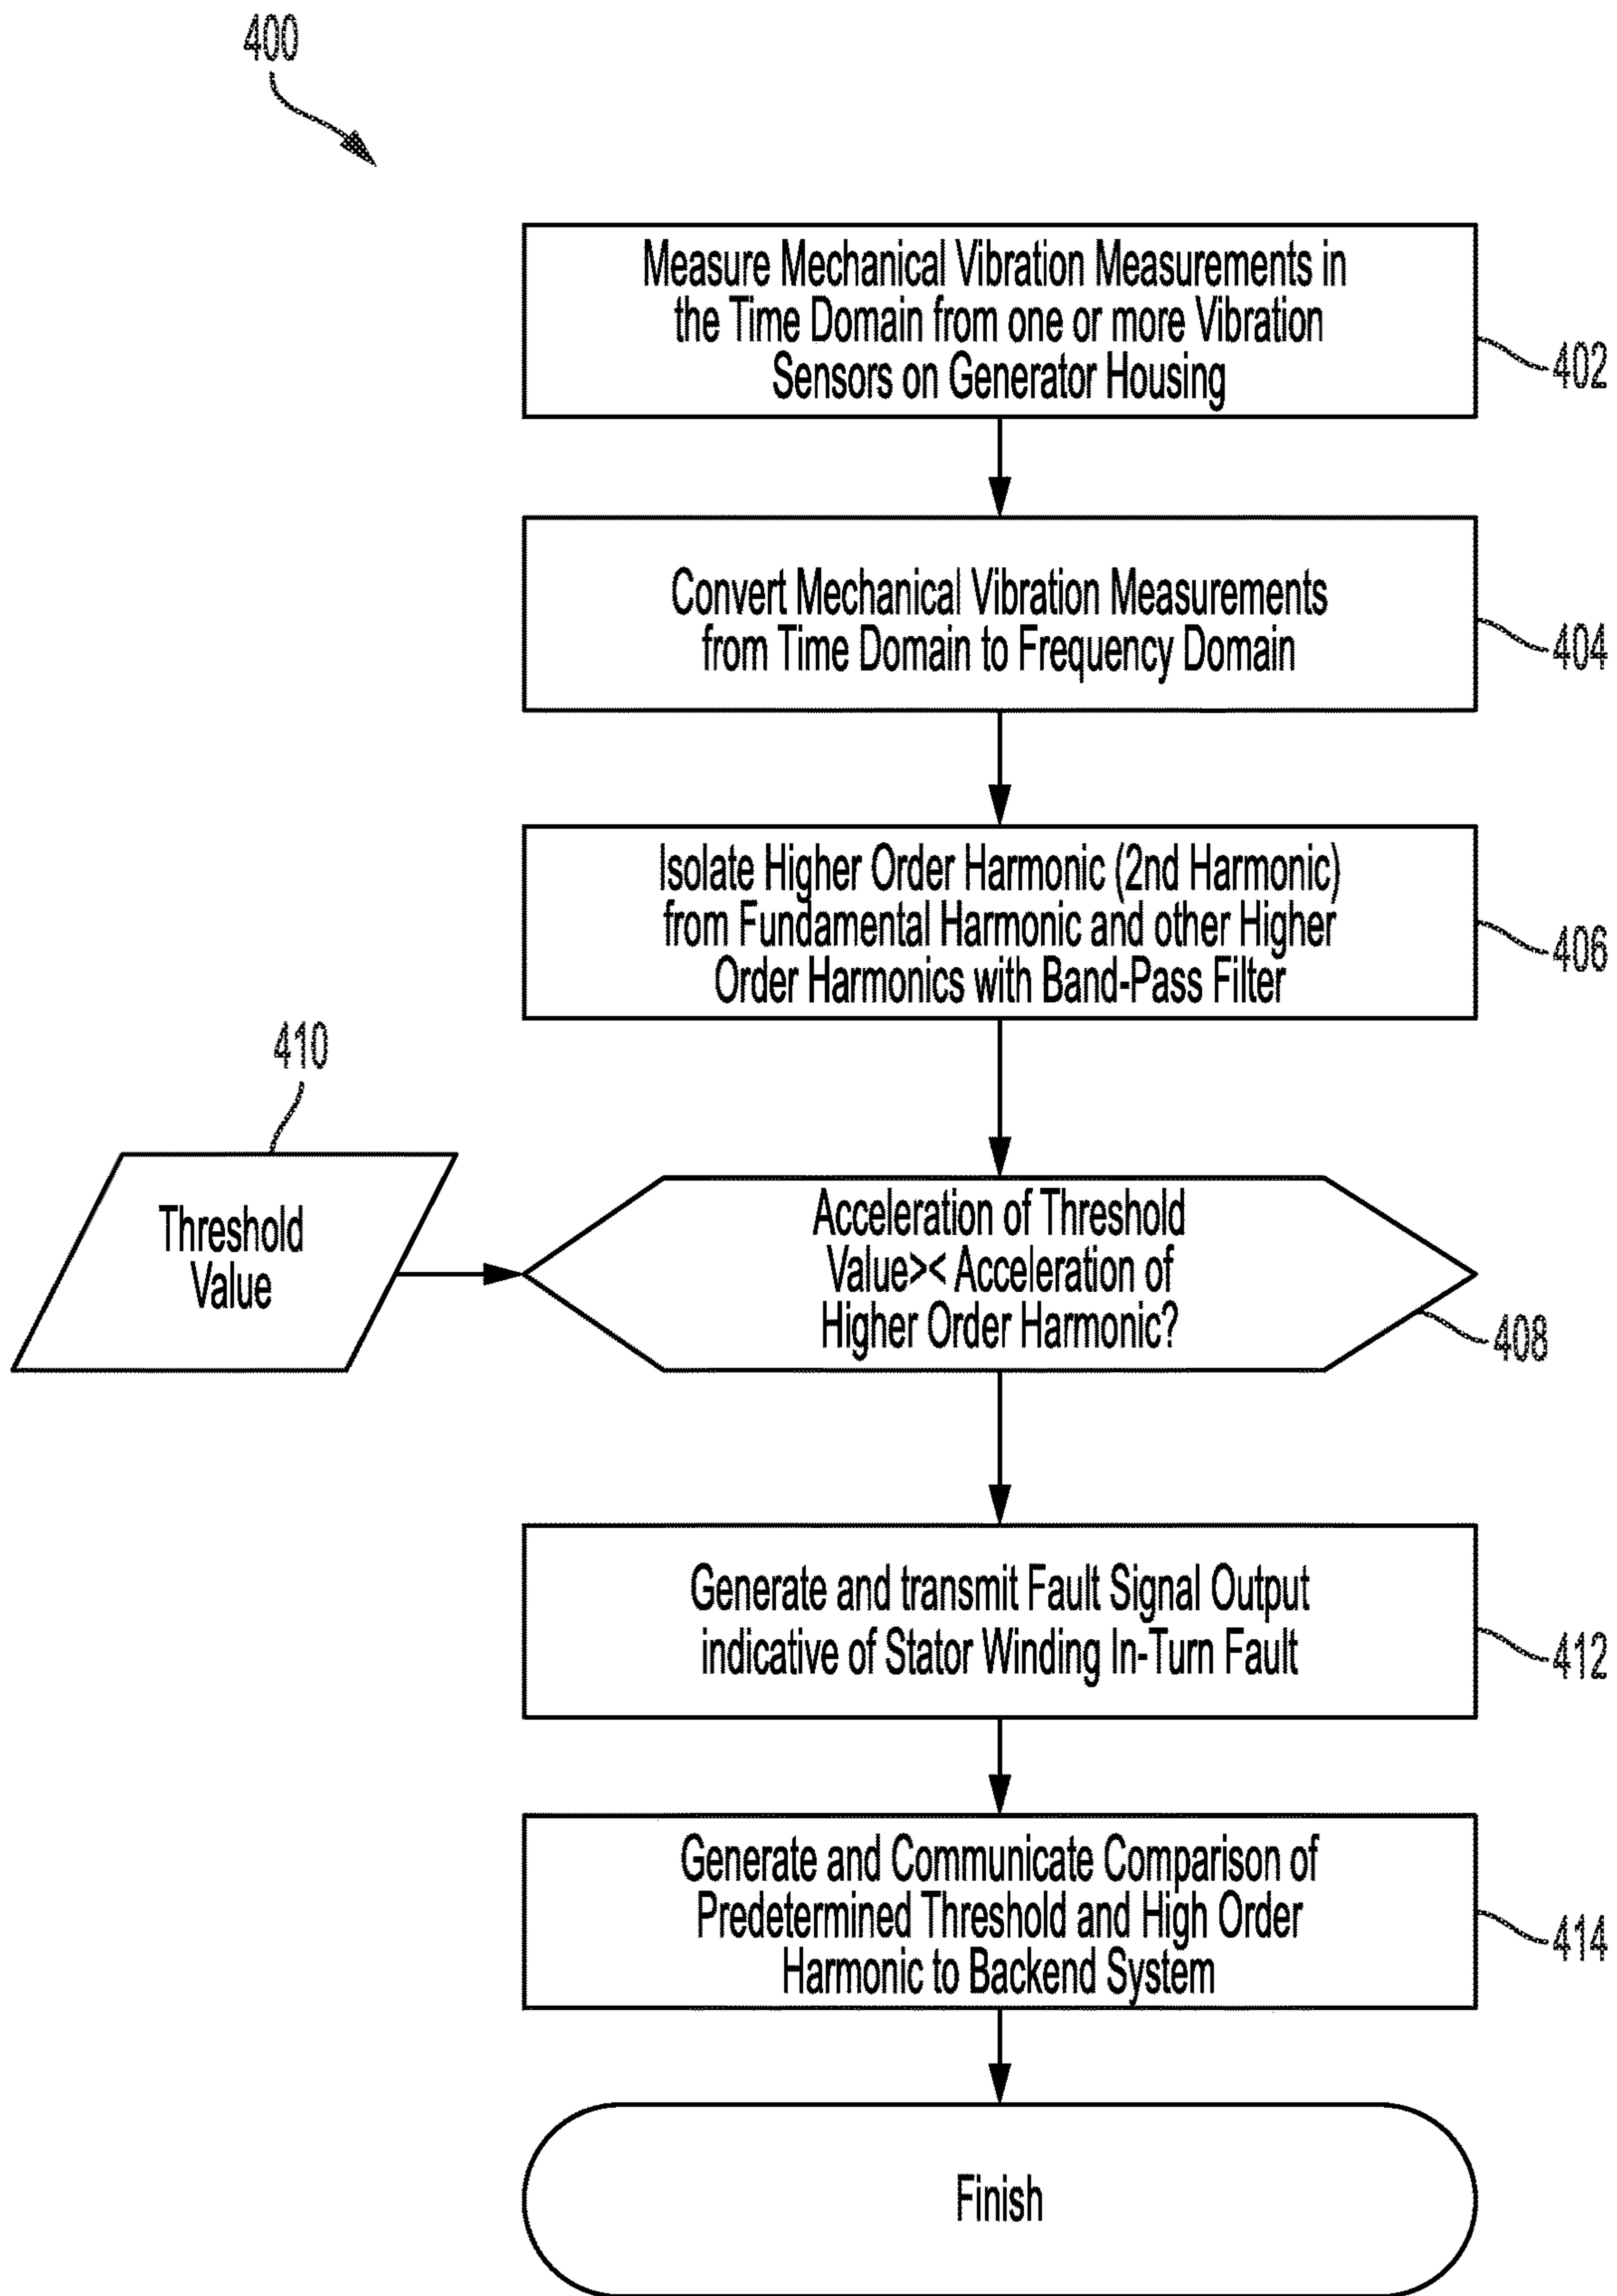 400
Measure Mechanical Vibration Measurements in
the Time Domain from one or more Vibration
Sensors on Generator Housing
402
Convert Mechanical Vibration Measurements
from Time Domain to Frequency Domain
404
Isolate Higher Order Harmonic (2nd Harmonic)
from Fundamental Harmonic and other Higher
Order Harmonics with Band-Pass Filter
406
410
Threshold
Value
Acceleration of Threshold
Value>< Acceleration of
Higher Order Harmonic?
408
Generate and transmit Fault Signal Output
indicative of Stator Winding In-Turn Fault
412
Generate and Communicate Comparison of
Predetermined Threshold and High Order
Harmonic to Backend System
414
Finish